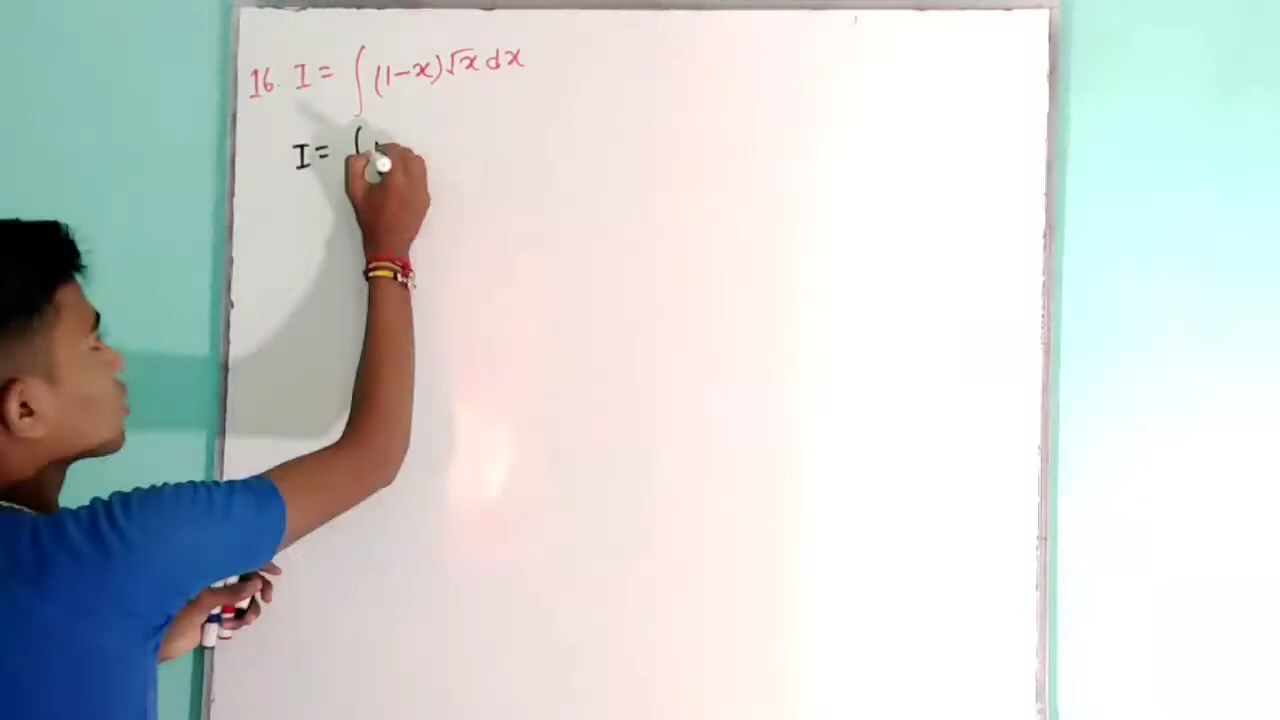 16. I = ∫ (1-x)√x dx
I = ∫